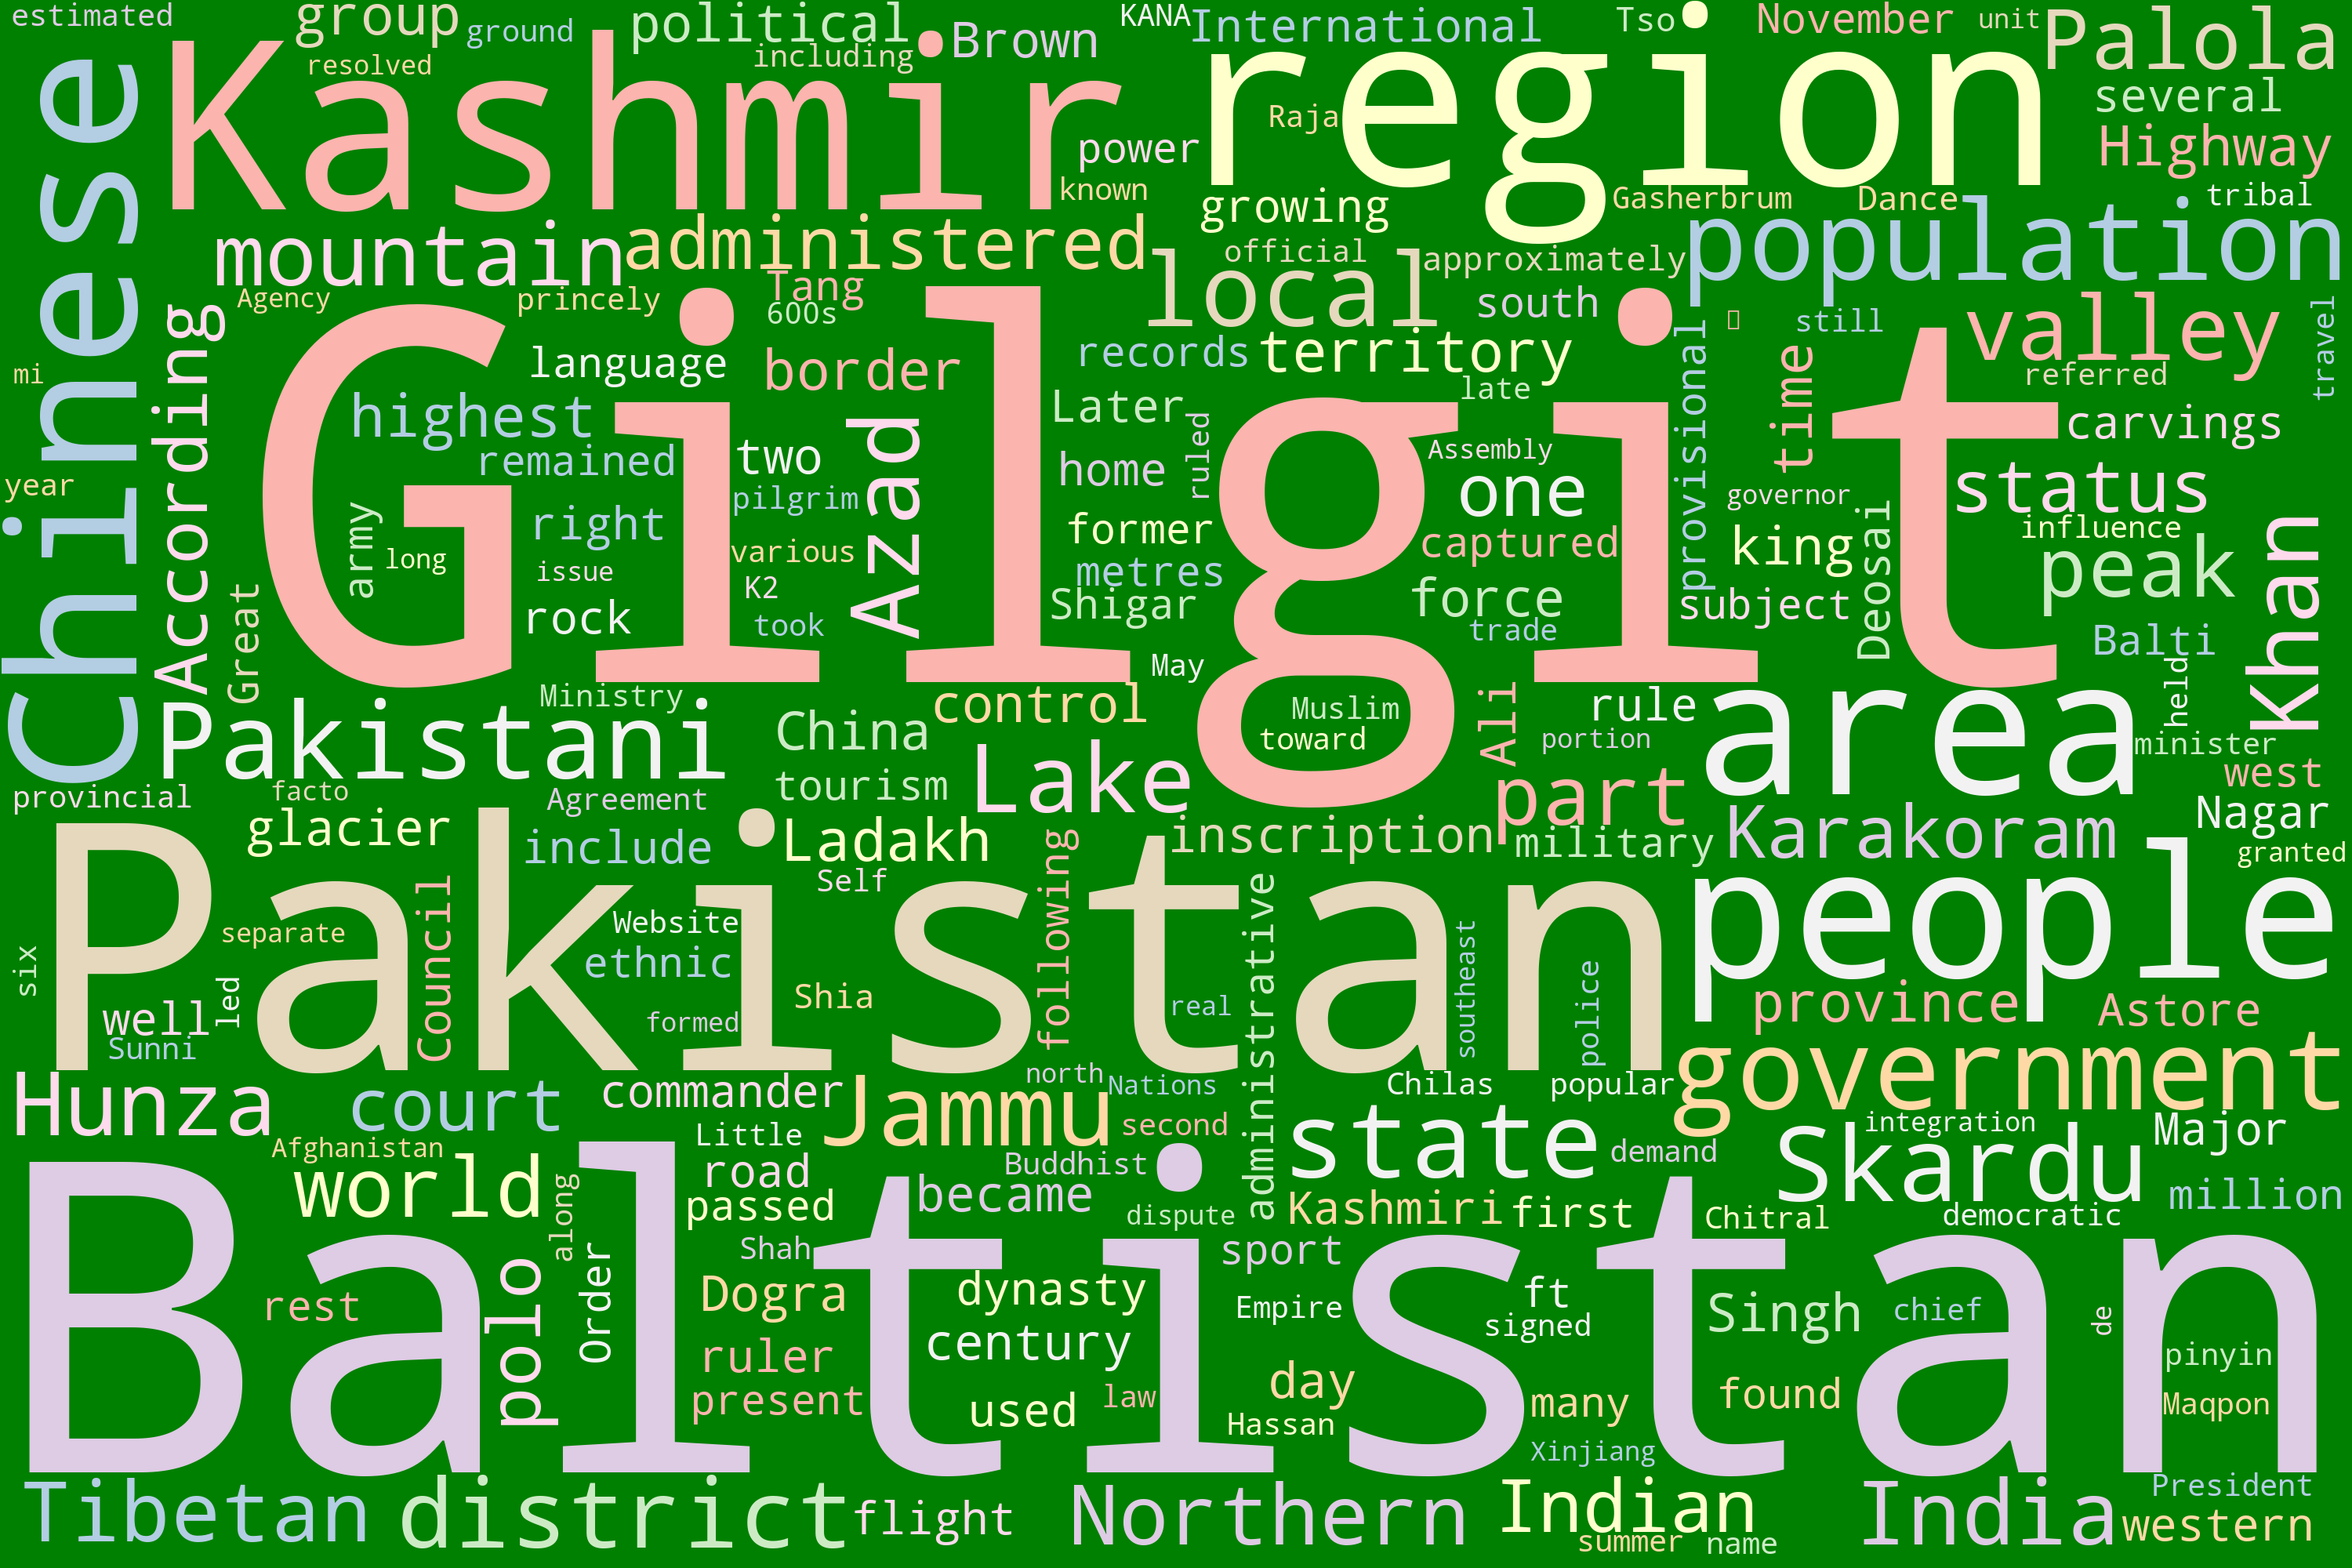 estimated
group
ground
political
Brown
KANA
International
Tso
November
unit
Palola
resolved
including
Kashmir
region
several
Raja
power
Highway
known
growing
Gasherbrum
Dance
tribal
Chinese
mountain
administered
local
official
approximately
population
Agency
princely
Tang
600s
south
provisional
still
valley
travel
According
language
border
records
territory
time
referred
mi
highest
Later
late
carvings
Gilgit
remained
two
Azad
home
ruled
Assembly
one
status
year
army
right
pilgrim
former
governor
king
influence
long
issue
various
captured
Deosai
peak
Khan
Great
rock
K2
metres
Shigar
force
subject
took
trade
Balti
May
held
Pakistani
Ministry
control
Muslim
Ali
rule
area
China
toward
portion
minister
provincial
facto
Agreement
tourism
Lake
part
west
glacier
include
Ladakh
inscription
military
Karakoram
Nagar
Self
following
granted
Pakistan
people
Council
separate
Website
administrative
southeast
six
led
ethnic
Shia
real
police
province
Astore
well
formed
Sunni
Hunza
court
commander
Jammu
north
Nations
Chilas
popular
government
Afghanistan
Little
second
state
demand
integration
Skardu
Major
world
along
road
Buddhist
passed
became
dispute
Kashmiri
first
Chitral
democratic
million
Baltistan
polo
Order
Shah
sport
rest
Dogra
dynasty
Empire
ft
signed
Singh
chief
de
ruler
century
pinyin
present
used
law
day
Hassan
many
found
Maqpon
Xinjiang
Tibetan
district
flight
Northern
Indian
summer
name
India
President
western